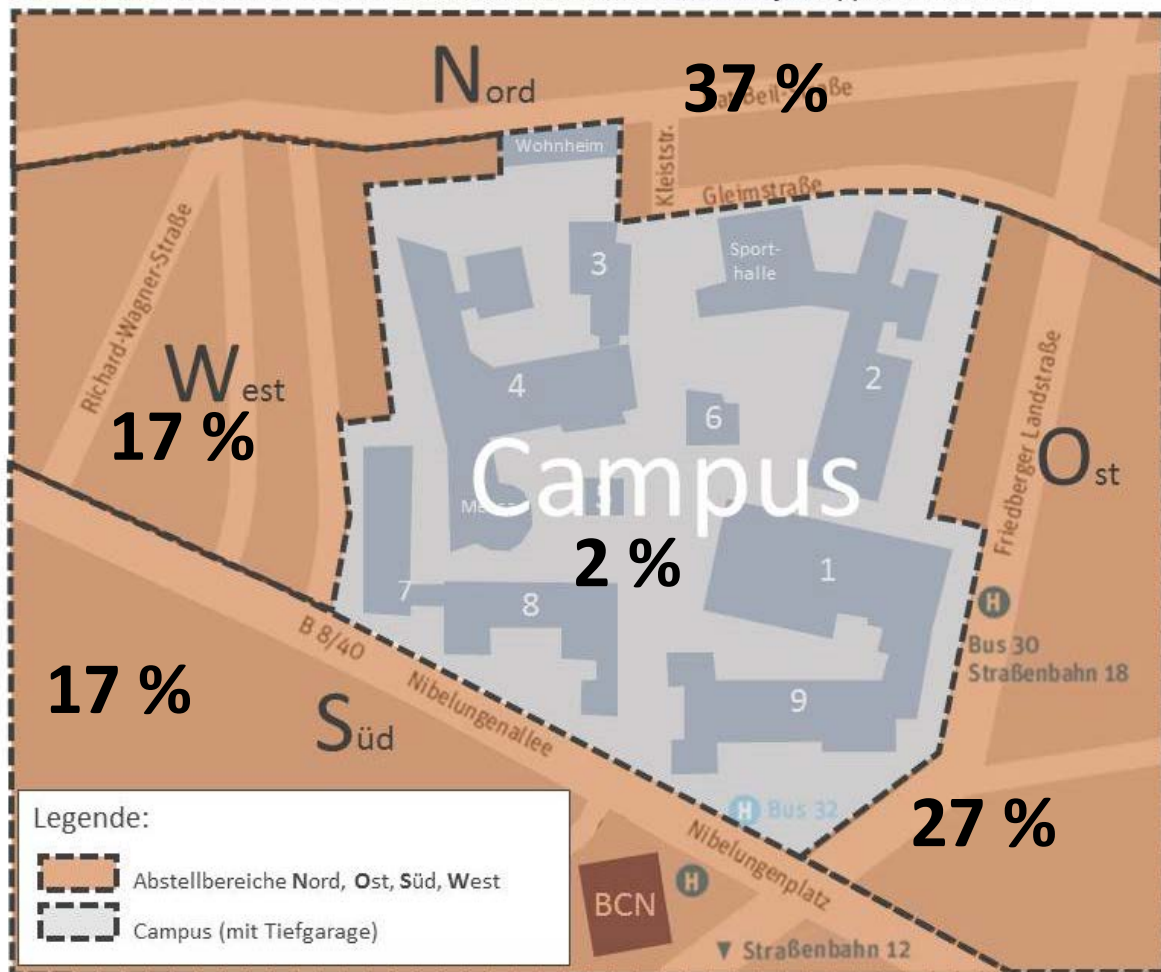 Nord
37 %
Wohnheim
Kleiststr.
Gleimstraße
Sport-
halle
3
Richard-Wagner-Straße
West
17 %
4
2
6
Ost
Campus
5
2 %
Friedberger Landstraße
1
7
8
H
B 8/40
Bus 30
Straßenbahn 18
17 %
Süd
Nibelungenallee
9
H Bus 32
27 %
Legende:
Abstellbereiche Nord, Ost, Süd, West
Campus (mit Tiefgarage)
Nibelungenplatz
BCN
H
Straßenbahn 12